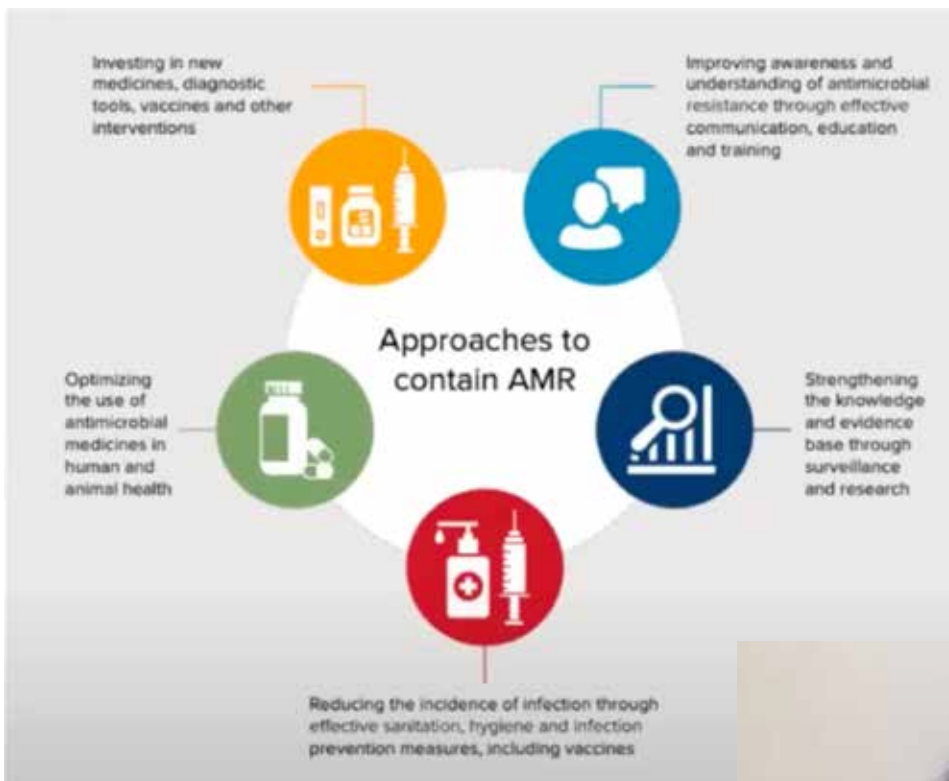 Investing in new
medicines, diagnostic
tools, vaccines and other
interventions
Improving awareness and
understanding of antimicrobial
resistance through effective
communication, education
and training
Approaches to
contain AMR
Optimizing
the use of
antimicrobial
medicines in
human and
animal health
Strengthening
the knowledge
and evidence
base through
surveillance
and research
Reducing the incidence of infection through
effective sanitation, hygiene and infection
prevention measures, including vaccines